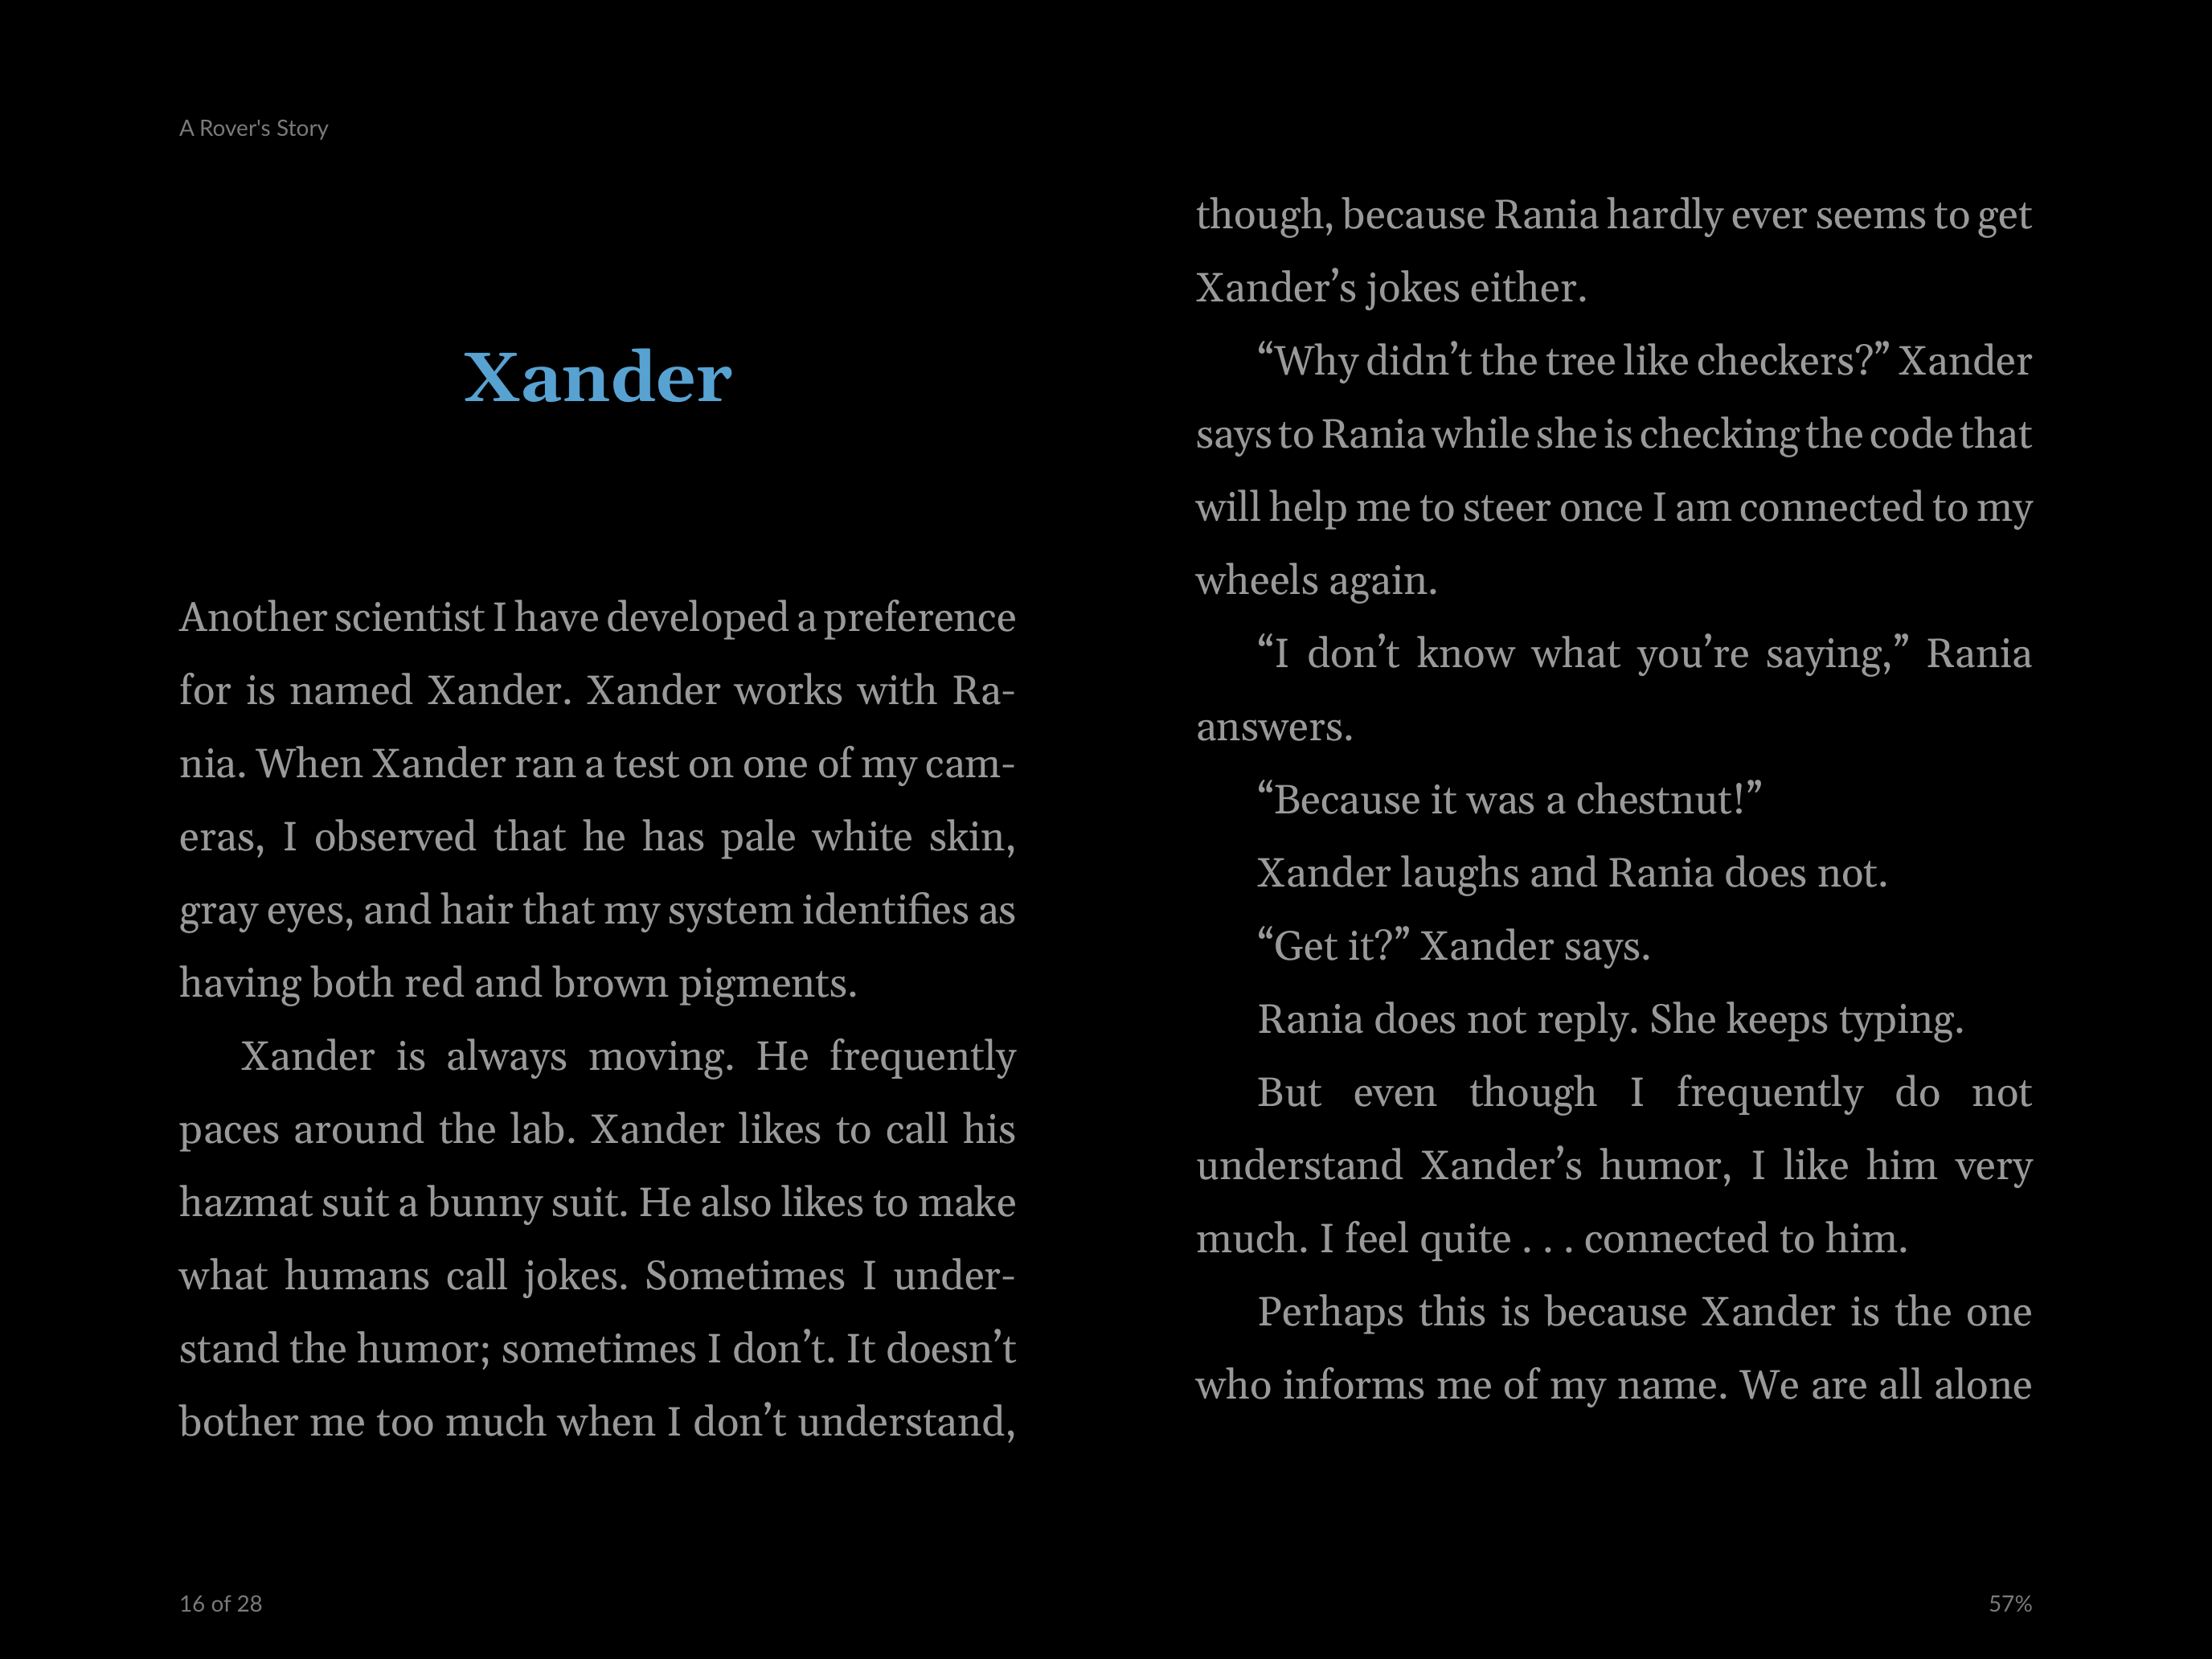 A Rover's Story
Xander
Another scientist I have developed a preference
for is named Xander. Xander works with Ra-
nia. When Xander ran a test on one of my cam-
eras, I observed that he has pale white skin,
gray eyes, and hair that my system identifies as
having both red and brown pigments.
Xander is always moving. He frequently
paces around the lab. Xander likes to call his
hazmat suit a bunny suit. He also likes to make
what humans call jokes. Sometimes I under-
stand the humor; sometimes I don’t. It doesn’t
bother me too much when I don’t understand,
though, because Rania hardly ever seems to get
Xander’s jokes either.
“Why didn’t the tree like checkers?” Xander
says to Rania while she is checking the code that
will help me to steer once I am connected to my
wheels again.
“I don’t know what you’re saying,” Rania
answers.
“Because it was a chestnut!”
Xander laughs and Rania does not.
“Get it?” Xander says.
Rania does not reply. She keeps typing.
But even though I frequently do not
understand Xander’s humor, I like him very
much. I feel quite . . . connected to him.
Perhaps this is because Xander is the one
who informs me of my name. We are all alone
16 of 28
57%